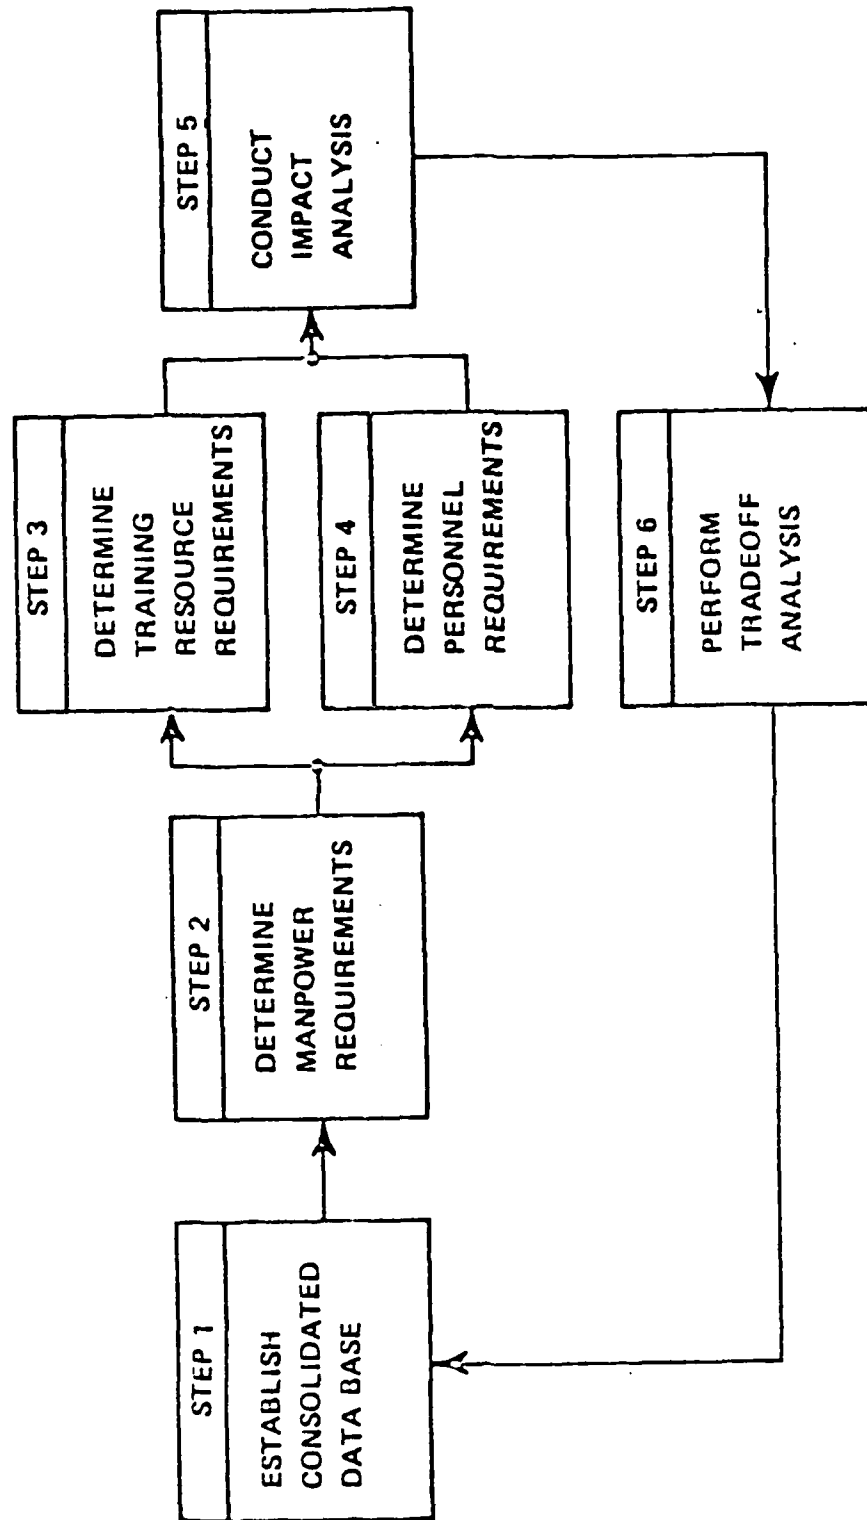 STEP 1
ESTABLISH
CONSOLIDATED
DATA BASE
STEP 2
DETERMINE
MANPOWER
REQUIREMENTS
STEP 3
DETERMINE
TRAINING
RESOURCE
REQUIREMENTS
STEP 4
DETERMINE
PERSONNEL
REQUIREMENTS
STEP 5
CONDUCT
IMPACT
ANALYSIS
STEP 6
PERFORM
TRADEOFF
ANALYSIS